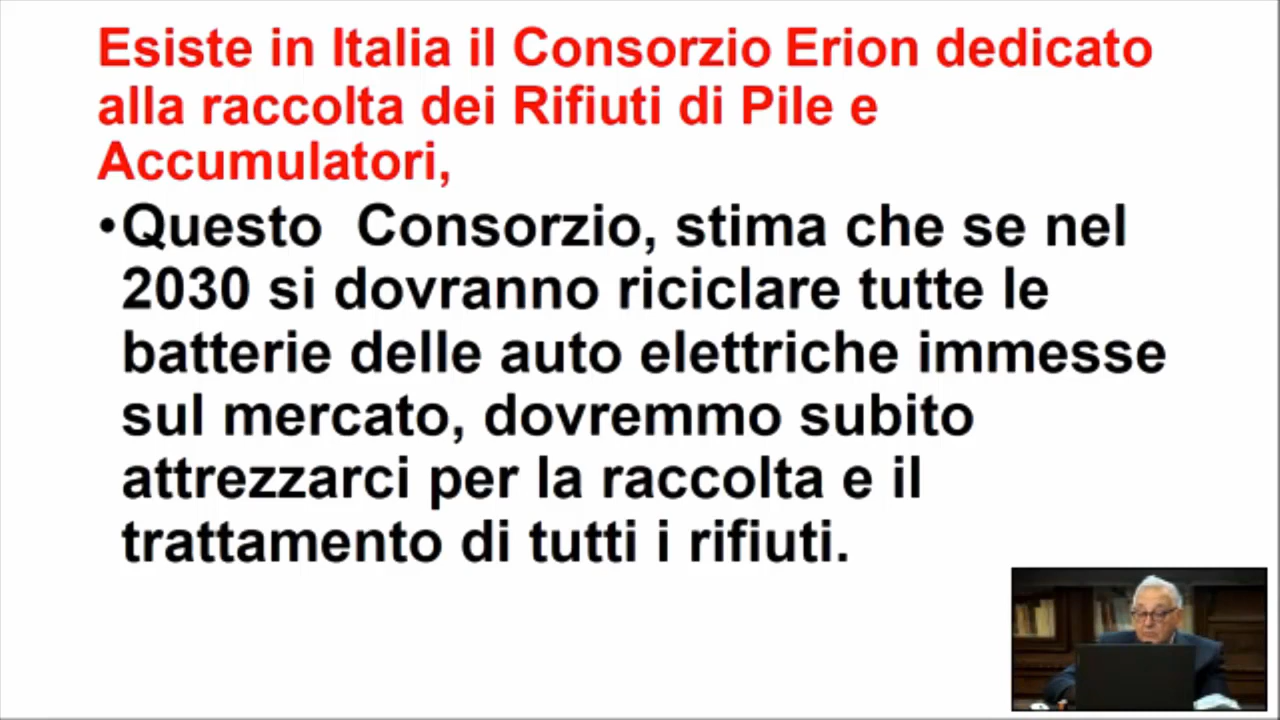 Esiste in Italia il Consorzio Erion dedicato
alla raccolta dei Rifiuti di Pile e
Accumulatori,
•Questo  Consorzio, stima che se nel
2030 si dovranno riciclare tutte le
batterie delle auto elettriche immesse
sul mercato, dovremmo subito
attrezzarci per la raccolta e il
trattamento di tutti i rifiuti.